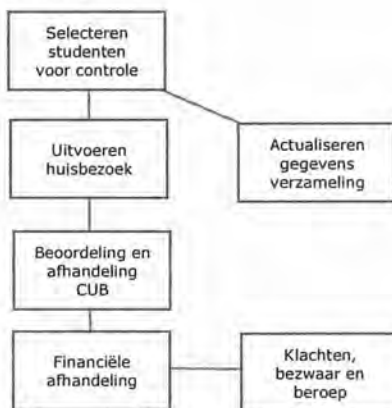 Selecteren
studenten
voor controle
Uitvoeren
huisbezoek
Actualiseren
gegevens
verzameling
Beoordeling en
afhandeling
CUB
Financiële
afhandeling
Klachten,
bezwaar en
beroep